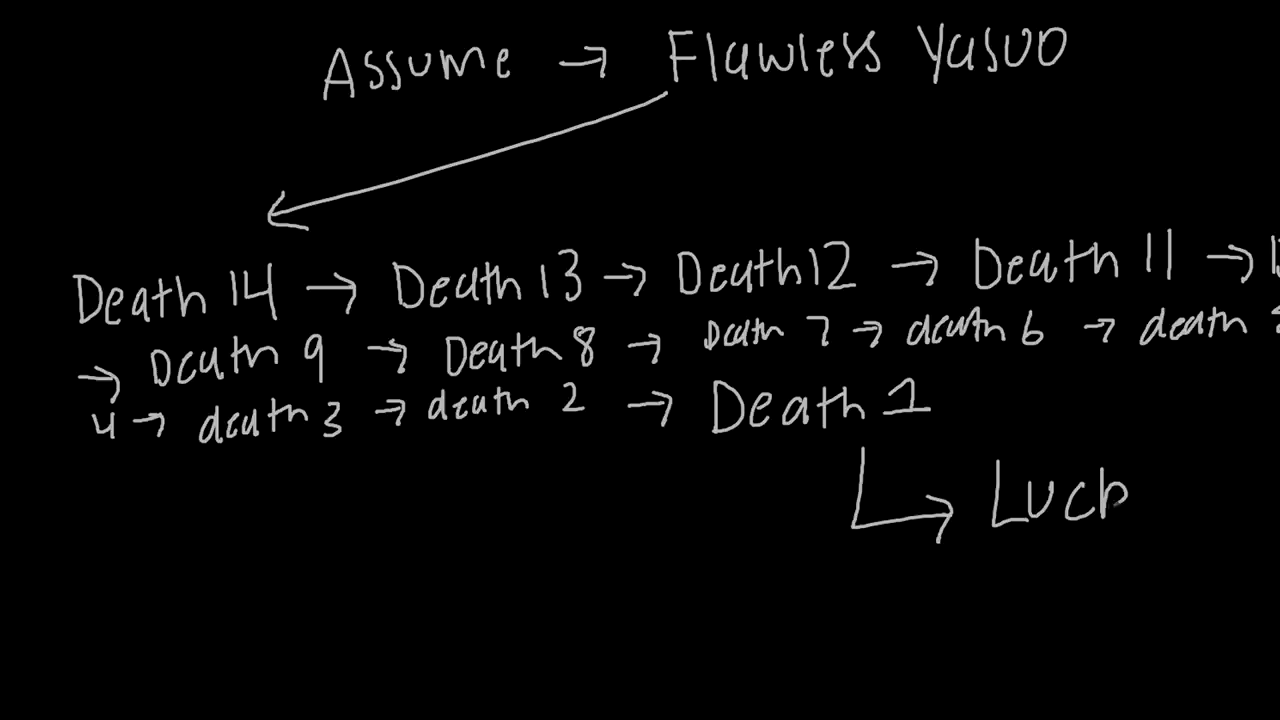 Assume → Flawless Yasuo
Death 14 → Death 13 → Death 12 → Death 11 →
→ Death 9 → Death 8 → Death 7 → death 6 → death
4 → death 3 → death 2 → Death 1
Luck